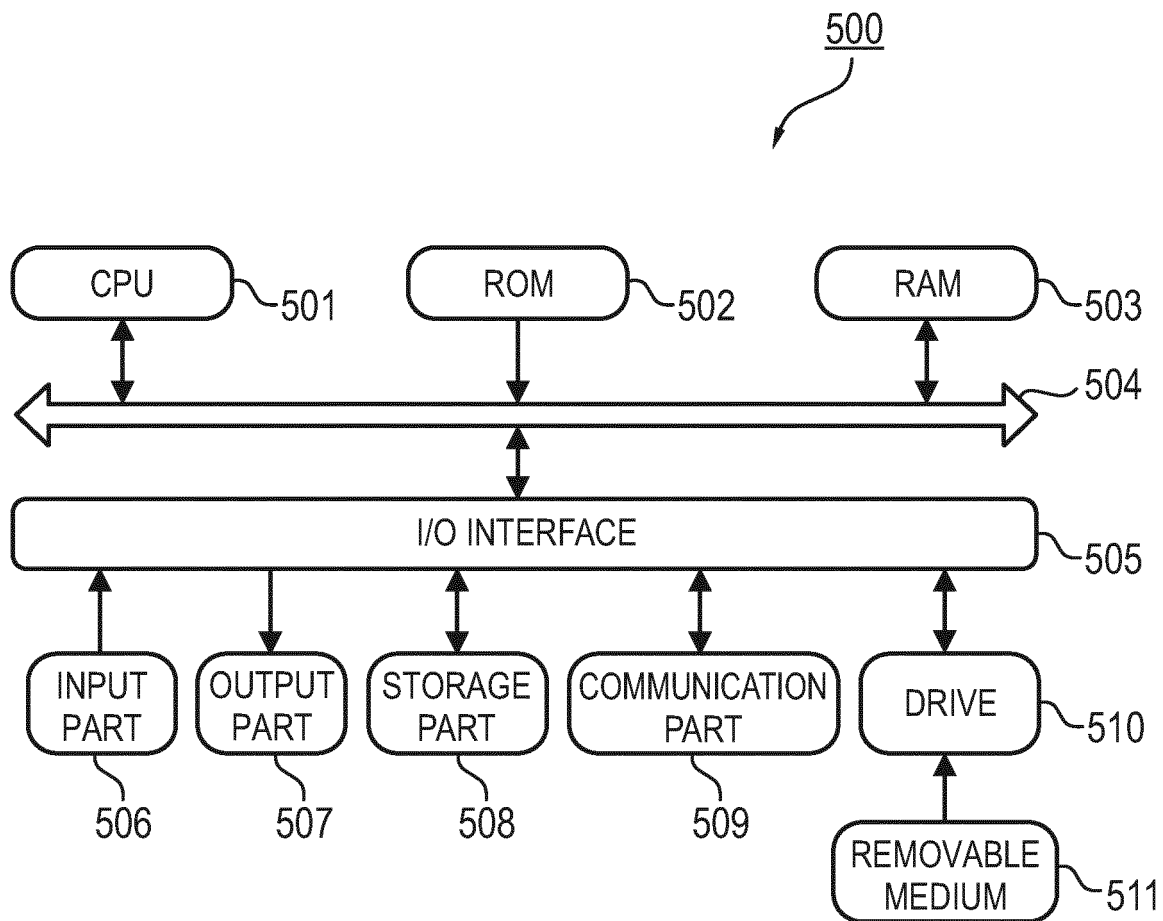 500
CPU
501
ROM
502
RAM
503
504
I/O INTERFACE
505
INPUT
PART
506
OUTPUT
PART
507
STORAGE
PART
508
COMMUNICATION
PART
509
DRIVE
510
REMOVABLE
MEDIUM
511